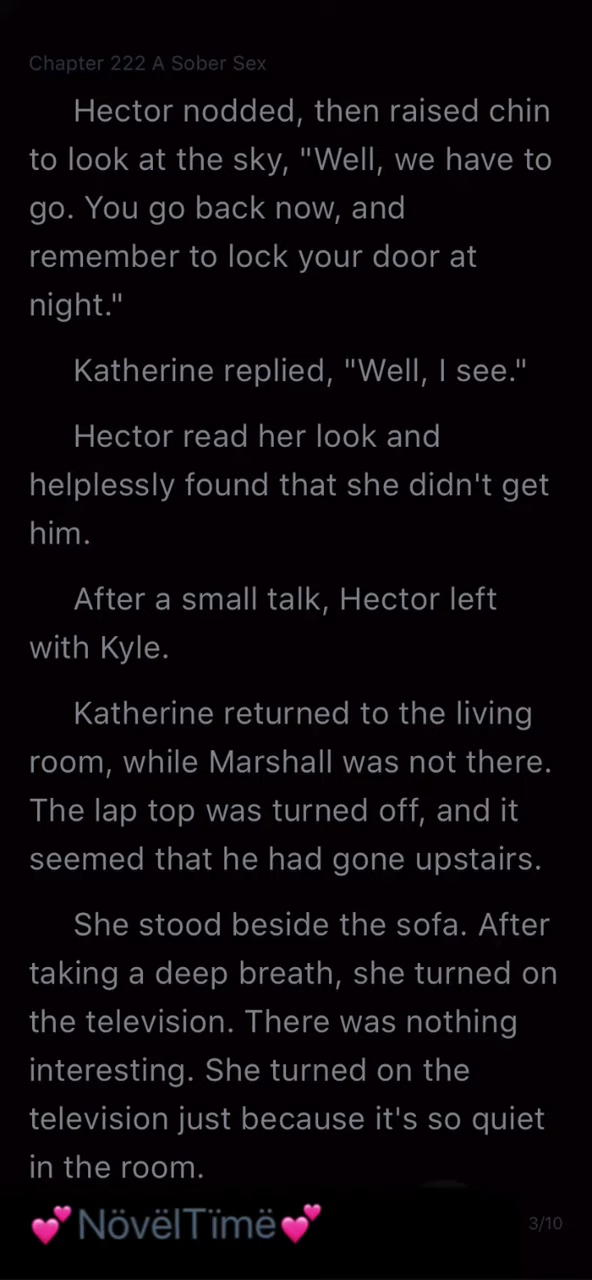 Chapter 222 A Sober Sex
Hector nodded, then raised chin
to look at the sky, "Well, we have to
go. You go back now, and
remember to lock your door at
night."
Katherine replied, "Well, I see."
Hector read her look and
helplessly found that she didn't get
him.
After a small talk, Hector left
with Kyle.
Katherine returned to the living
room, while Marshall was not there.
The lap top was turned off, and it
seemed that he had gone upstairs.
She stood beside the sofa. After
taking a deep breath, she turned on
the television. There was nothing
interesting. She turned on the
television just because it's so quiet
in the room.
💕NövëlTïmë💕
3/10